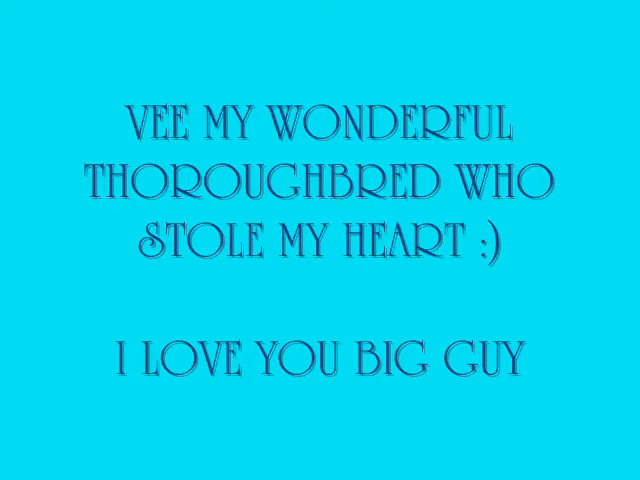 VEE MY WONDERFUL
THOROUGHBRED WHO
STOLE MY HEART :)
I LOVE YOU BIG GUY